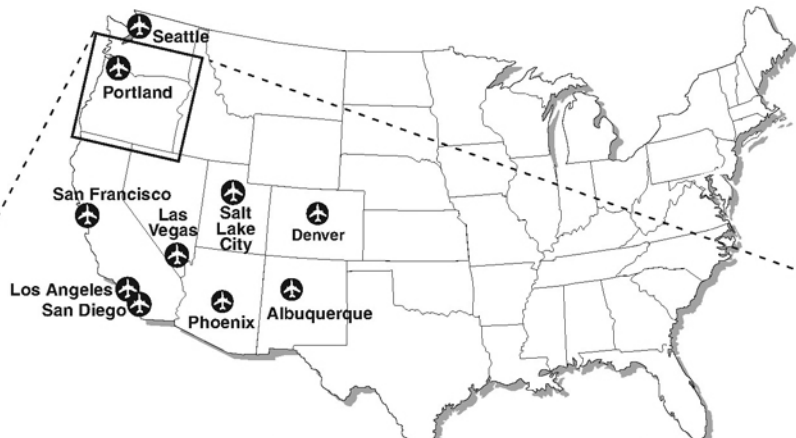 Seattle
Portland
San Francisco
Las
Vegas
Salt
Lake
City
Denver
Los Angeles
San Diego
Phoenix
Albuquerque